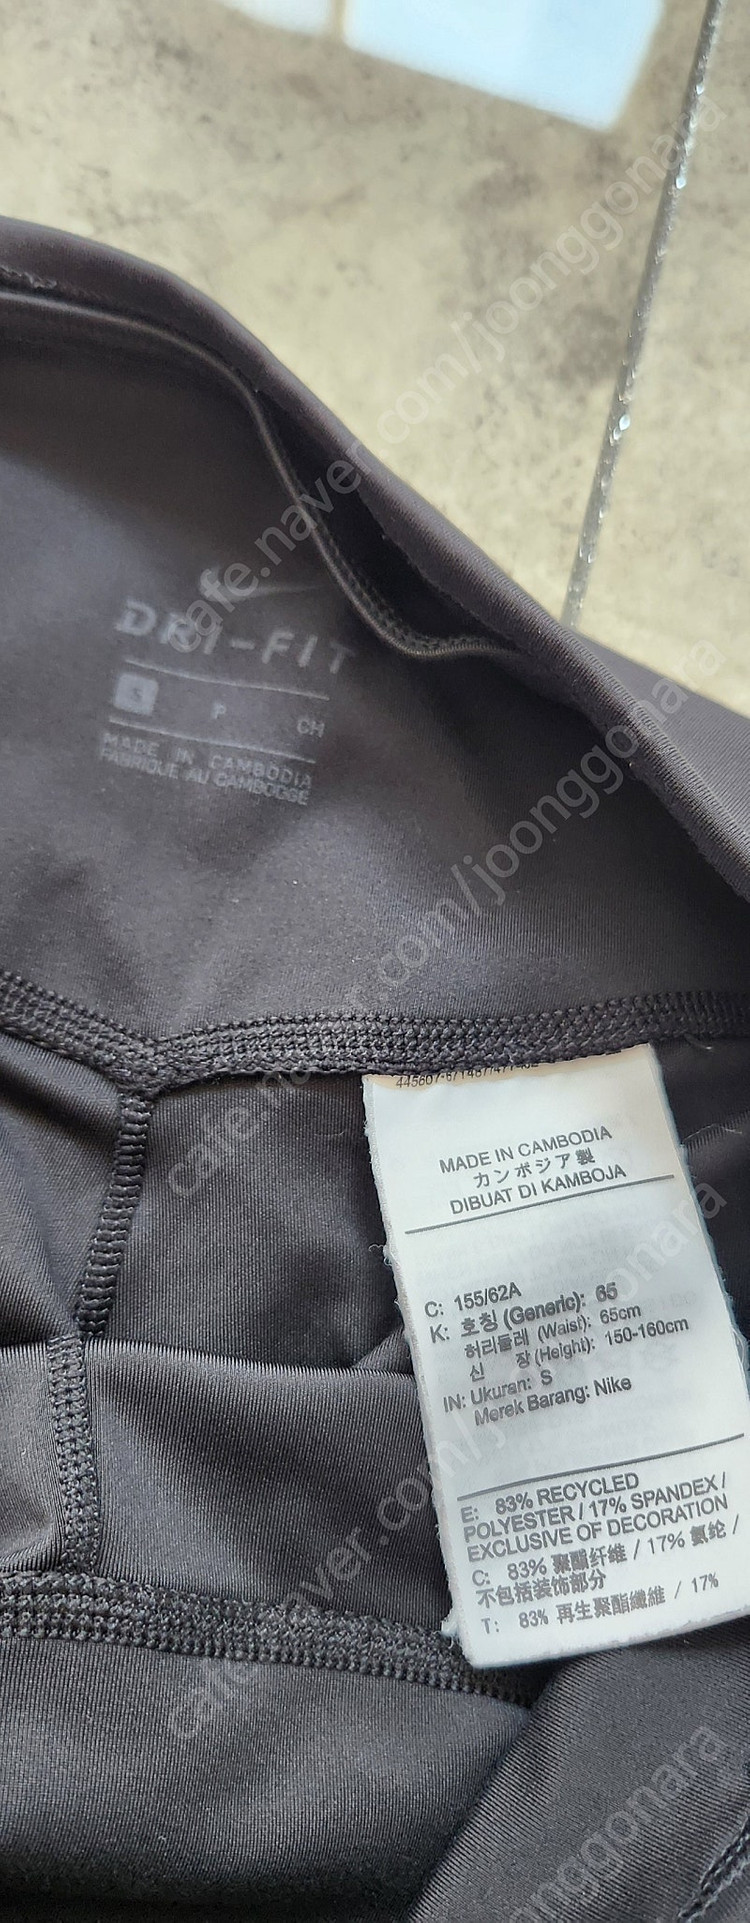 DRI-FIT
S P CH
MADE IN CAMBODIA
FABRIQUE AU CAMBODGE
MADE IN CAMBODIA
カンボジア製
DIBUAT DI KAMBOJA
C: 155/62A
K: 호칭 (Generic): 65
허리둘레 (Waist): 65cm
신 장 (Height): 150-160cm
IN: Ukuran: S
Merek Barang: Nike
E: 83% RECYCLED
POLYESTER / 17% SPANDEX /
EXCLUSIVE OF DECORATION
C: 83% 聚酯纤维 / 17% 氨纶 /
不包括装饰部分
T: 83% 再生聚酯纖維 / 17%
cafe.naver.com/joonggonara
cafe.naver.com/joonggonara
cafe.naver.com/joonggonara
joonggonara